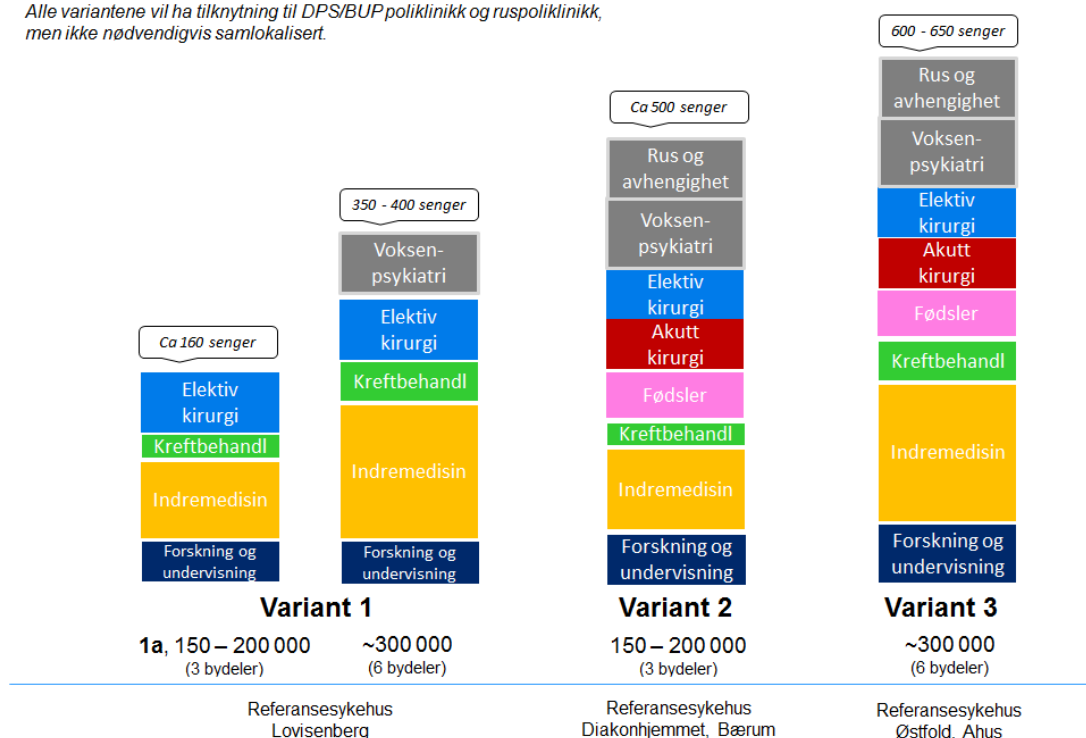 Alle variantene vil ha tilknytning til DPS/BUP poliklinikk og ruspoliklinikk,
men ikke nødvendigvis samlokalisert.
Ca 160 senger
Elektiv
kirurgi
Kreftbehandl
Indremedisin
Forskning og
undervisning
350 - 400 senger
Voksen-
psykiatri
Elektiv
kirurgi
Kreftbehandl
Indremedisin
Forskning og
undervisning
Ca 500 senger
Rus og
avhengighet
Voksen-
psykiatri
Elektiv
kirurgi
Akutt
kirurgi
Fødsler
Kreftbehandl
Indremedisin
Forskning og
undervisning
600 - 650 senger
Rus og
avhengighet
Voksen-
psykiatri
Elektiv
kirurgi
Akutt
kirurgi
Fødsler
Kreftbehandl
Indremedisin
Forskning og
undervisning
Variant 1
1a, 150 – 200 000
(3 bydeler)
~300 000
(6 bydeler)
Variant 2
150 – 200 000
(3 bydeler)
Variant 3
~300 000
(6 bydeler)
Referansesykehus
Lovisenberg
Referansesykehus
Diakonhjemmet, Bærum
Referansesykehus
Østfold, Ahus